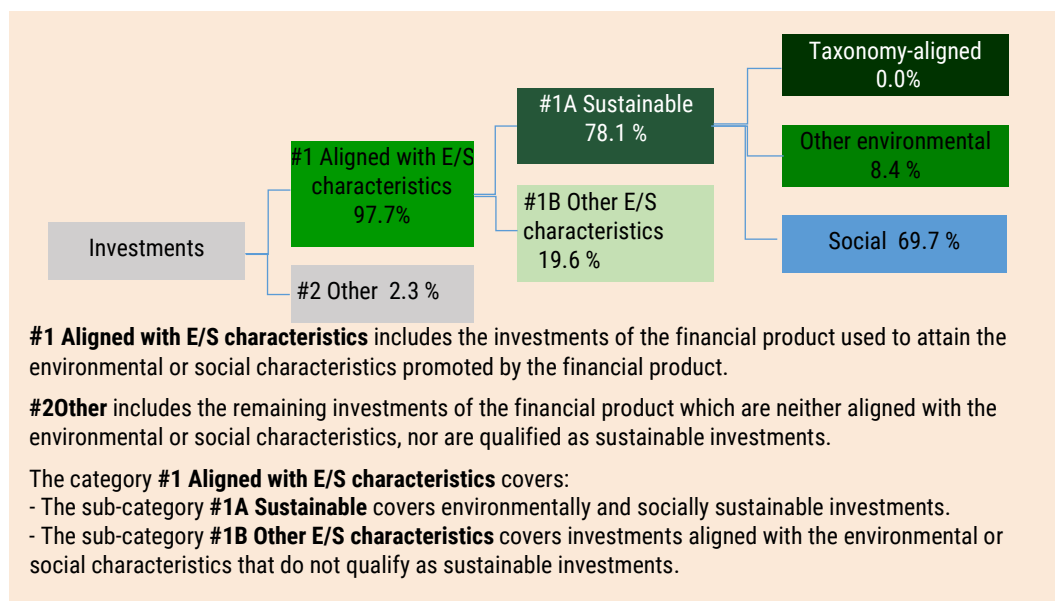 Taxonomy-aligned
0.0%
#1A Sustainable
78.1 %
Other environmental
8.4 %
#1 Aligned with E/S
characteristics
97.7%
#1B Other E/S
characteristics
19.6 %
Social 69.7 %
Investments
#2 Other 2.3 %
#1 Aligned with E/S characteristics includes the investments of the financial product used to attain the
environmental or social characteristics promoted by the financial product.
#2Other includes the remaining investments of the financial product which are neither aligned with the
environmental or social characteristics, nor are qualified as sustainable investments.
The category #1 Aligned with E/S characteristics covers:
- The sub-category #1A Sustainable covers environmentally and socially sustainable investments.
- The sub-category #1B Other E/S characteristics covers investments aligned with the environmental or
social characteristics that do not qualify as sustainable investments.